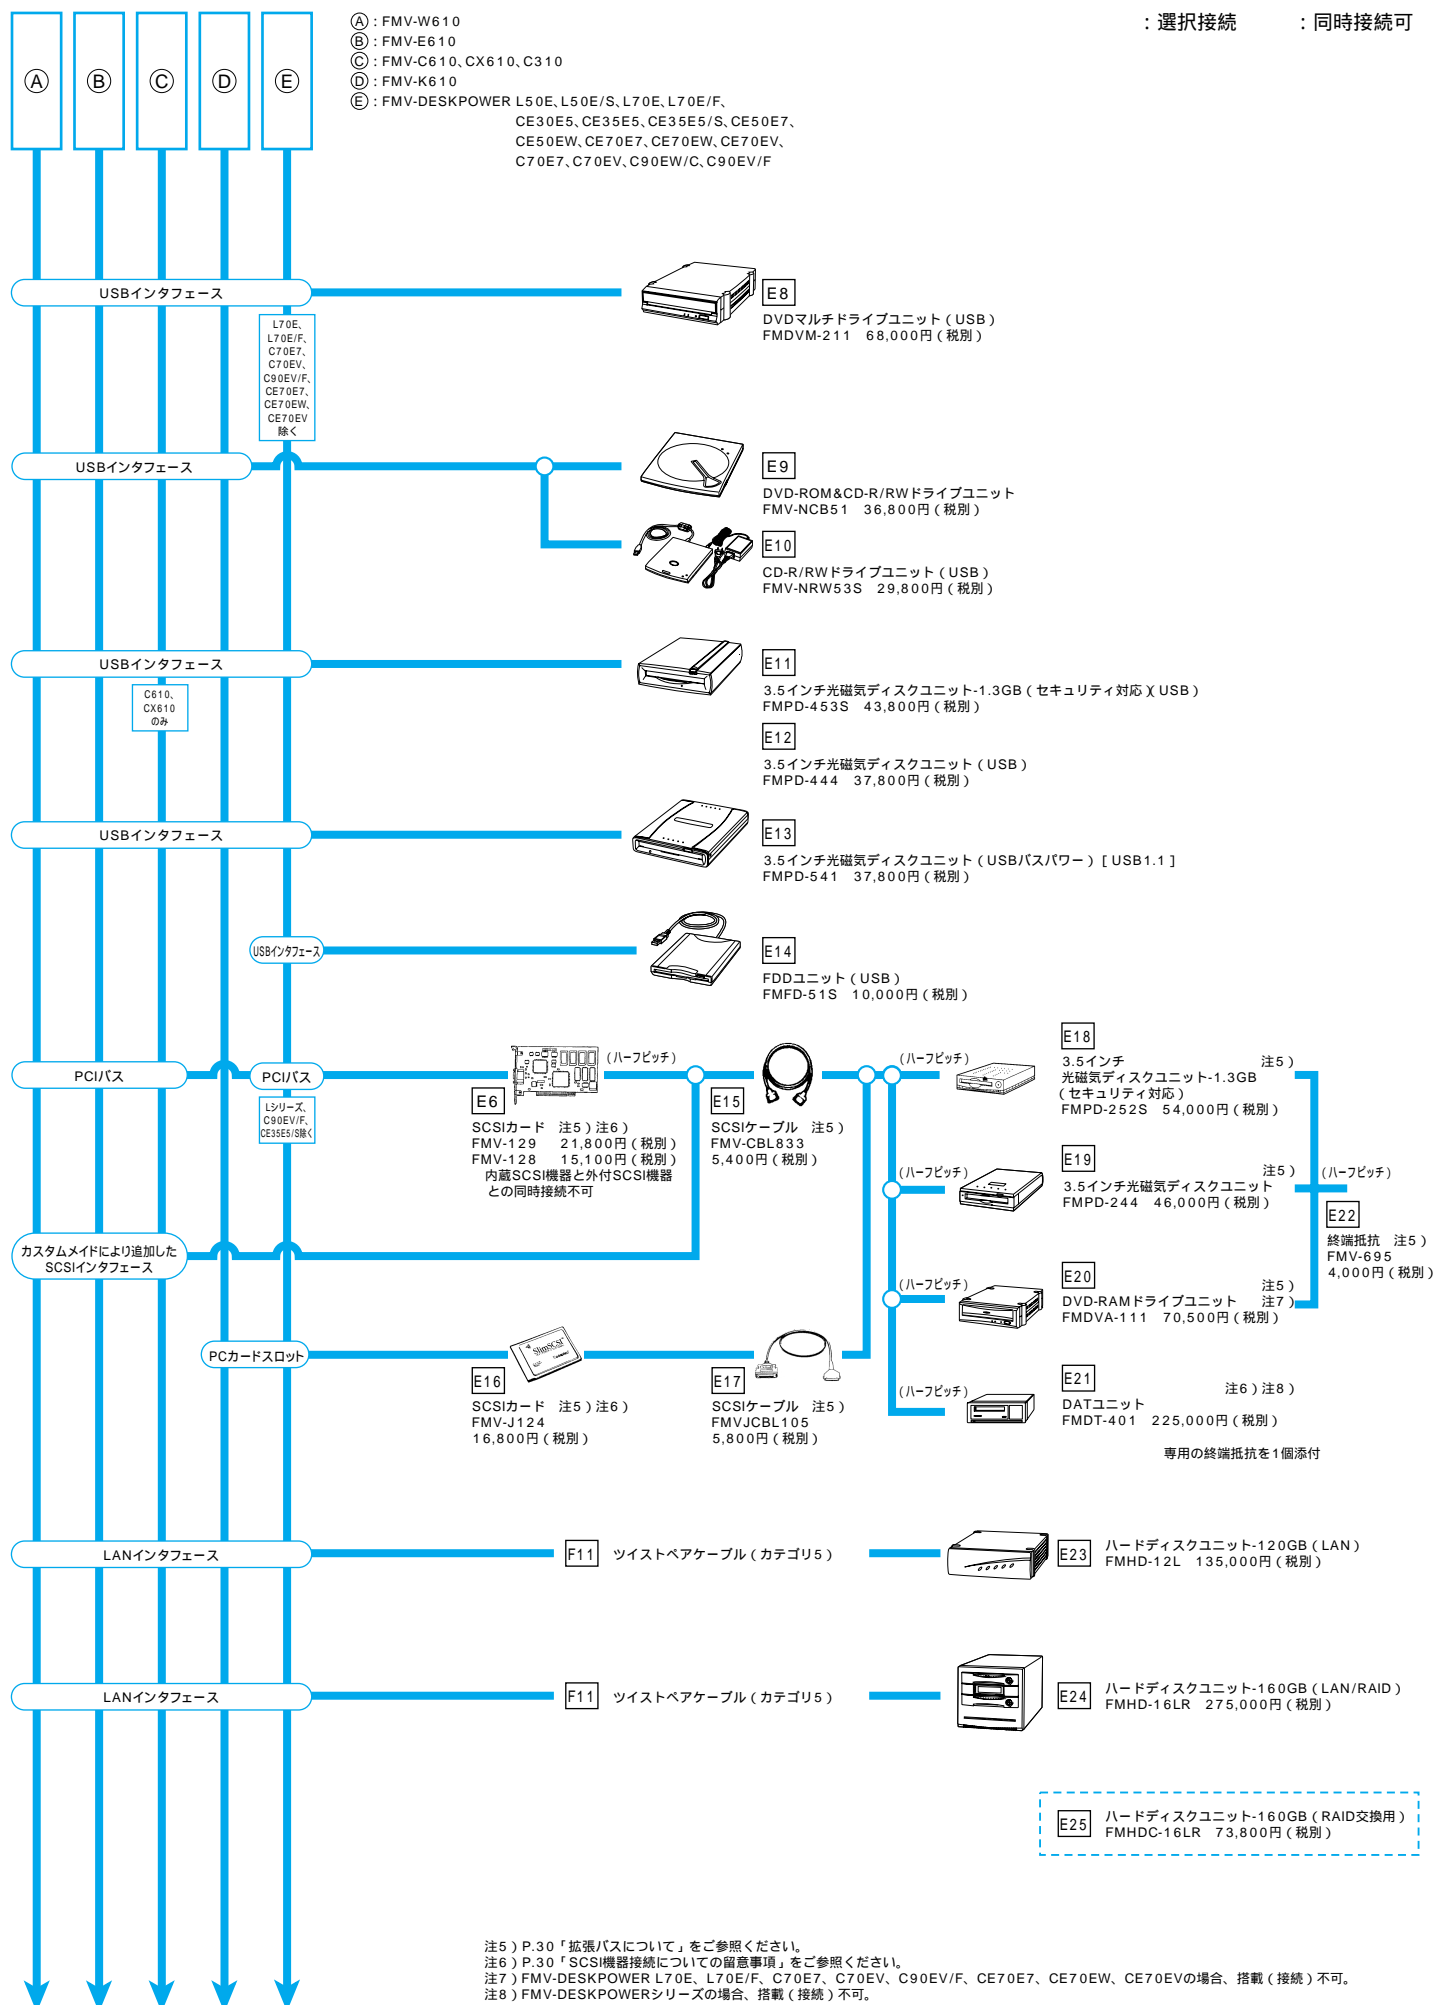 Ⓐ：FMV-W610
Ⓑ：FMV-E610
Ⓒ：FMV-C610、CX610、C310
Ⓓ：FMV-K610
Ⓔ：FMV-DESKPOWER L50E、L50E/S、L70E、L70E/F、
CE30E5、CE35E5、CE35E5/S、CE50E7、
CE50EW、CE70E7、CE70EW、CE70EV、
C70E7、C70EV、C90EW/C、C90EV/F
：選択接続　：同時接続可
Ⓐ Ⓑ Ⓒ Ⓓ Ⓔ
USBインタフェース
E8
DVDマルチドライブユニット（USB）
FMDVM-211　68,000円（税別）
L70E、
L70E/F、
C70E7、
C70EV、
C90EV/F、
CE70E7、
CE70EW、
CE70EV
除く
USBインタフェース
E9
DVD-ROM&CD-R/RWドライブユニット
FMV-NCB51　36,800円（税別）
E10
CD-R/RWドライブユニット（USB）
FMV-NRW53S　29,800円（税別）
USBインタフェース
C610、
CX610
のみ
E11
3.5インチ光磁気ディスクユニット-1.3GB（セキュリティ対応）（USB）
FMPD-453S　43,800円（税別）
E12
3.5インチ光磁気ディスクユニット（USB）
FMPD-444　37,800円（税別）
USBインタフェース
E13
3.5インチ光磁気ディスクユニット（USBバスパワー）[USB1.1]
FMPD-541　37,800円（税別）
USBインタフェース
E14
FDDユニット（USB）
FMFD-51S　10,000円（税別）
PCIバス
PCIバス
Lシリーズ、
C90EV/F、
CE35E5/S除く
（ハーフピッチ）
E6
SCSIカード　注5）注6）
FMV-129　21,800円（税別）
FMV-128　15,100円（税別）
内蔵SCSI機器と外付SCSI機器
との同時接続不可
E15
SCSIケーブル　注5）
FMV-CBL833
5,400円（税別）
（ハーフピッチ）
E18
3.5インチ　注5）
光磁気ディスクユニット-1.3GB
（セキュリティ対応）
FMPD-252S　54,000円（税別）
（ハーフピッチ）
E19
注5）
3.5インチ光磁気ディスクユニット
FMPD-244　46,000円（税別）
（ハーフピッチ）
E22
終端抵抗　注5）
FMV-695
4,000円（税別）
カスタムメイドにより追加した
SCSIインタフェース
（ハーフピッチ）
E20
注5）
DVD-RAMドライブユニット　注7）
FMDVA-111　70,500円（税別）
PCカードスロット
SlimSCSI
E16
SCSIカード　注5）注6）
FMV-J124
16,800円（税別）
E17
SCSIケーブル　注5）
FMVJCBL105
5,800円（税別）
（ハーフピッチ）
E21
注6）注8）
DATユニット
FMDT-401　225,000円（税別）
専用の終端抵抗を1個添付
LANインタフェース
F11　ツイストペアケーブル（カテゴリ5）
E23
ハードディスクユニット-120GB（LAN）
FMHD-12L　135,000円（税別）
LANインタフェース
F11　ツイストペアケーブル（カテゴリ5）
E24
ハードディスクユニット-160GB（LAN/RAID）
FMHD-16LR　275,000円（税別）
E25
ハードディスクユニット-160GB（RAID交換用）
FMHDC-16LR　73,800円（税別）
注5）P.30「拡張バスについて」をご参照ください。
注6）P.30「SCSI機器接続についての留意事項」をご参照ください。
注7）FMV-DESKPOWER L70E、L70E/F、C70E7、C70EV、C90EV/F、CE70E7、CE70EW、CE70EVの場合、搭載（接続）不可。
注8）FMV-DESKPOWERシリーズの場合、搭載（接続）不可。